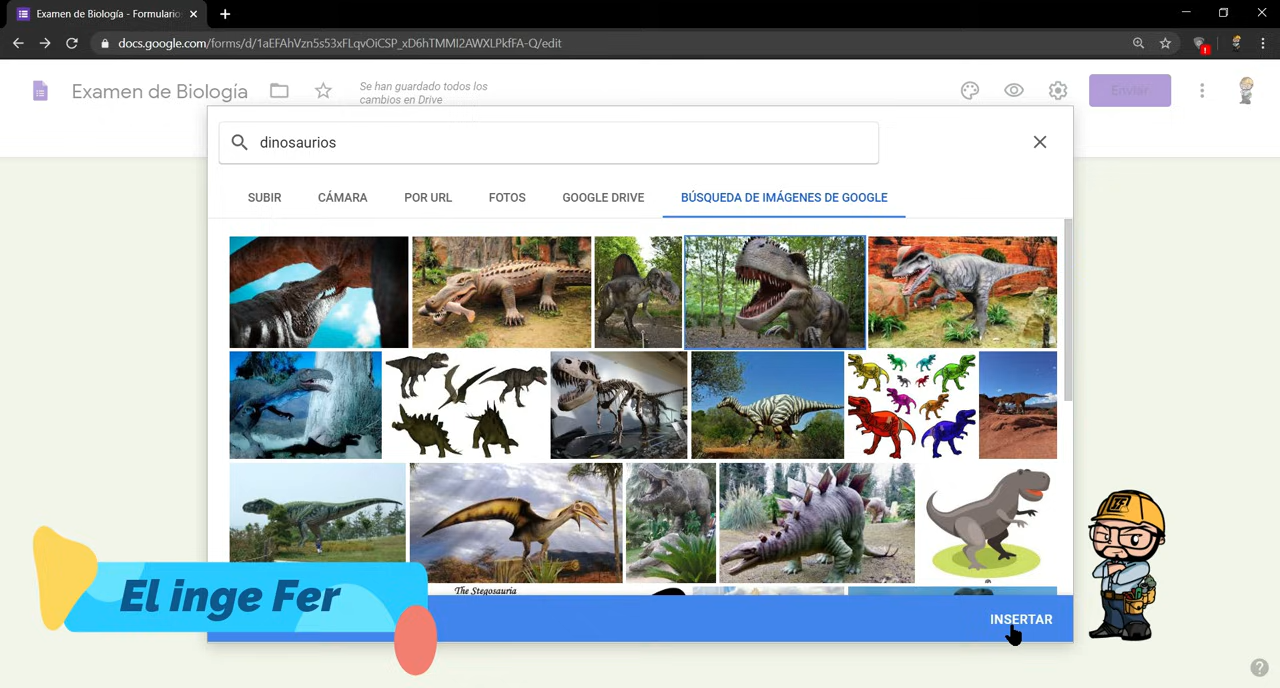 Examen de Biología - Formulario
docs.google.com/forms/d/1aEFAhVzn5s53xFLqvOiCSP_xD6hTMMI2AWXLPkfFA-Q/edit
Examen de Biología
Se han guardado todos los
cambios en Drive
Enviar
dinosaurios
SUBIR CÁMARA POR URL FOTOS GOOGLE DRIVE BÚSQUEDA DE IMÁGENES DE GOOGLE
The Stegosauria
El inge Fer
INSERTAR